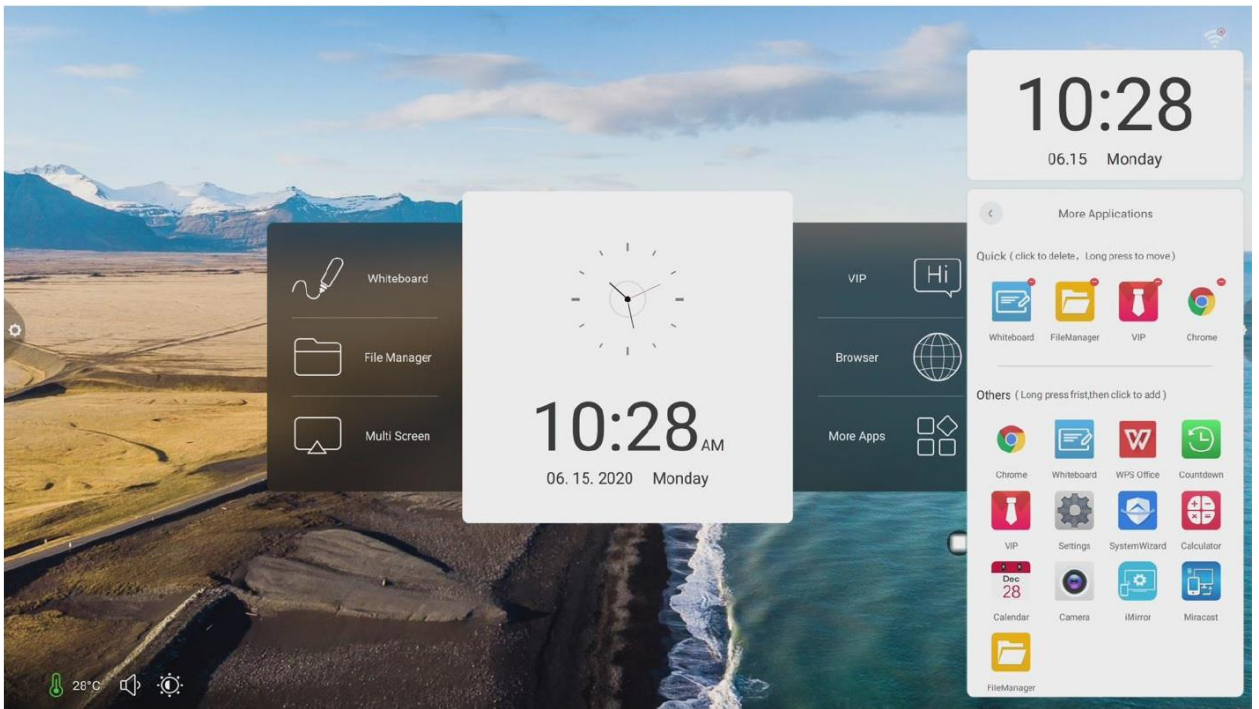 10:28
06.15 Monday
More Applications
Quick ( click to delete, Long press to move )
Whiteboard FileManager VIP Chrome
Others ( Long press frist,then click to add )
Chrome Whiteboard WPS Office Countdown
VIP Settings SystemWizard Calculator
Dec
28
Calendar Camera iMirror Miracast
FileManager
Whiteboard
File Manager
Multi Screen
10:28 AM
06. 15. 2020 Monday
VIP Hi
Browser
More Apps
28°C